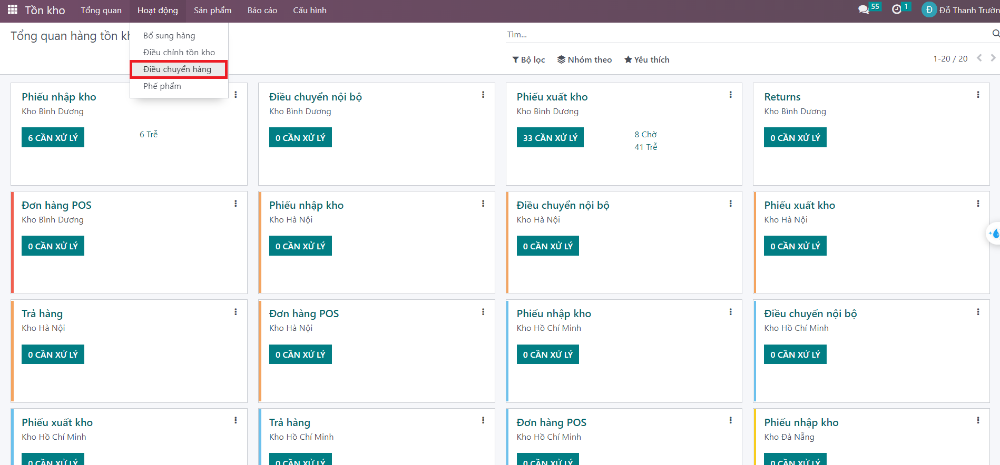 Tồn kho Tổng quan Hoạt động Sản phẩm Báo cáo Cấu hình 55 1 Đ Đỗ Thanh Trườn
Tổng quan hàng tồn kh
Bổ sung hàng
Điều chỉnh tồn kho
Điều chuyển hàng
Phế phẩm
Tìm...
Bộ lọc Nhóm theo Yêu thích 1-20 / 20
Phiếu nhập kho
Kho Bình Dương
6 CẦN XỬ LÝ 6 Trễ
Điều chuyển nội bộ
Kho Bình Dương
0 CẦN XỬ LÝ
Phiếu xuất kho
Kho Bình Dương
33 CẦN XỬ LÝ 8 Chờ
41 Trễ
Returns
Kho Bình Dương
0 CẦN XỬ LÝ
Đơn hàng POS
Kho Bình Dương
0 CẦN XỬ LÝ
Phiếu nhập kho
Kho Hà Nội
0 CẦN XỬ LÝ
Điều chuyển nội bộ
Kho Hà Nội
0 CẦN XỬ LÝ
Phiếu xuất kho
Kho Hà Nội
0 CẦN XỬ LÝ
Trả hàng
Kho Hà Nội
0 CẦN XỬ LÝ
Đơn hàng POS
Kho Hà Nội
0 CẦN XỬ LÝ
Phiếu nhập kho
Kho Hồ Chí Minh
0 CẦN XỬ LÝ
Điều chuyển nội bộ
Kho Hồ Chí Minh
0 CẦN XỬ LÝ
Phiếu xuất kho
Kho Hồ Chí Minh
0 CẦN XỬ LÝ
Trả hàng
Kho Hồ Chí Minh
0 CẦN XỬ LÝ
Đơn hàng POS
Kho Hồ Chí Minh
0 CẦN XỬ LÝ
Phiếu nhập kho
Kho Đà Nẵng
0 CẦN XỬ LÝ